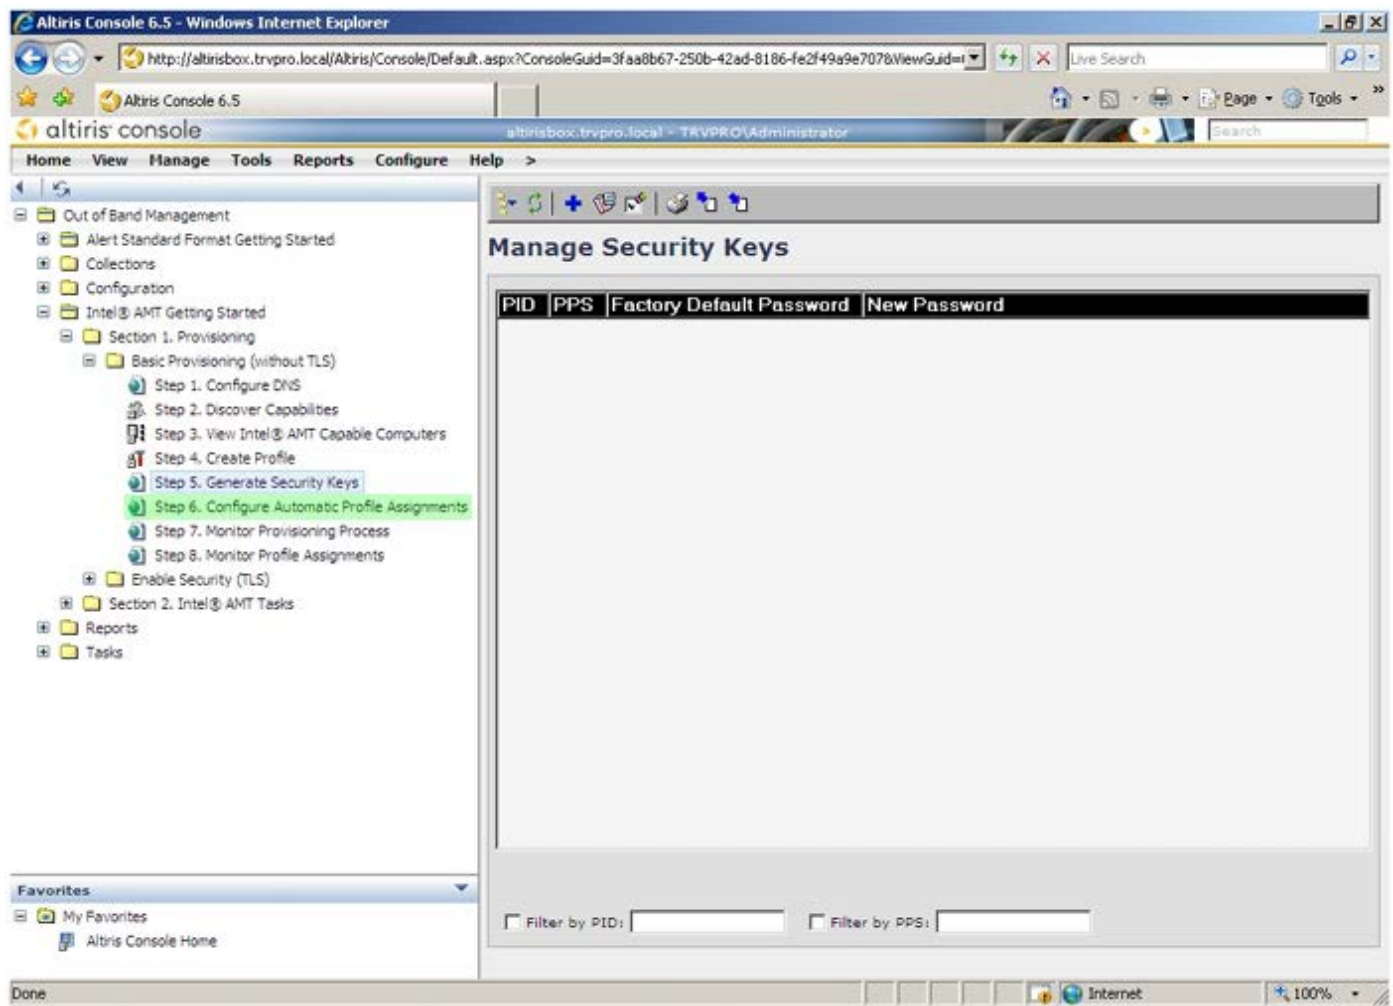 Altiris Console 6.5 - Windows Internet Explorer
http://altirisbox.trvpro.local/Altiris/Console/Default.aspx?ConsoleGuid=3faa8b67-250b-42ad-8186-fe2f49a9e707&ViewGuid=
Live Search
Altiris Console 6.5
Page
Tools
altiris console
altirisbox.trvpro.local - TRVPRO\Administrator
Search
Home View Manage Tools Reports Configure Help >
Out of Band Management
Alert Standard Format Getting Started
Collections
Configuration
Intel® AMT Getting Started
Section 1. Provisioning
Basic Provisioning (without TLS)
Step 1. Configure DNS
Step 2. Discover Capabilities
Step 3. View Intel® AMT Capable Computers
Step 4. Create Profile
Step 5. Generate Security Keys
Step 6. Configure Automatic Profile Assignments
Step 7. Monitor Provisioning Process
Step 8. Monitor Profile Assignments
Enable Security (TLS)
Section 2. Intel® AMT Tasks
Reports
Tasks
Manage Security Keys
PID PPS Factory Default Password New Password
Filter by PID:
Filter by PPS:
Favorites
My Favorites
Altiris Console Home
Done
Internet
100%